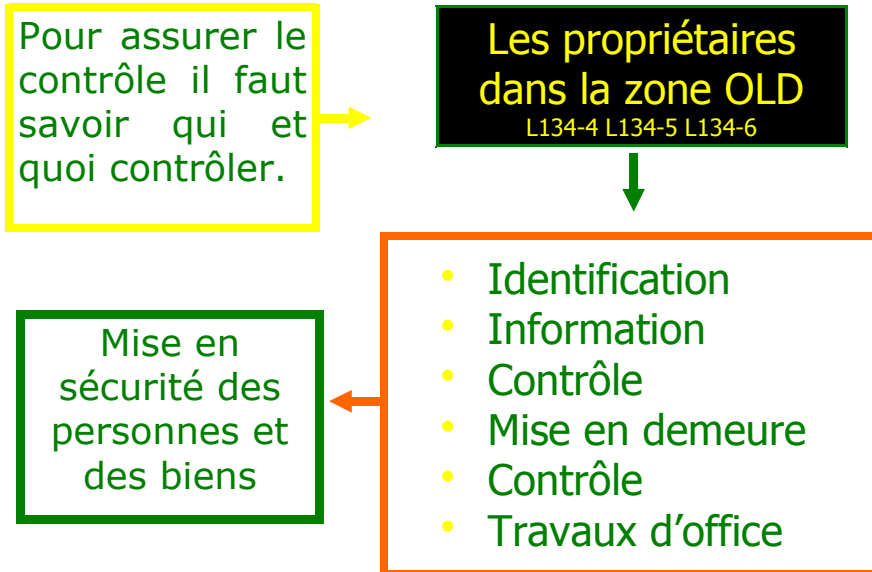 Pour assurer le
contrôle il faut
savoir qui et
quoi contrôler.
Les propriétaires
dans la zone OLD
L134-4 L134-5 L134-6
• Identification
• Information
• Contrôle
• Mise en demeure
• Contrôle
• Travaux d’office
Mise en
sécurité des
personnes et
des biens